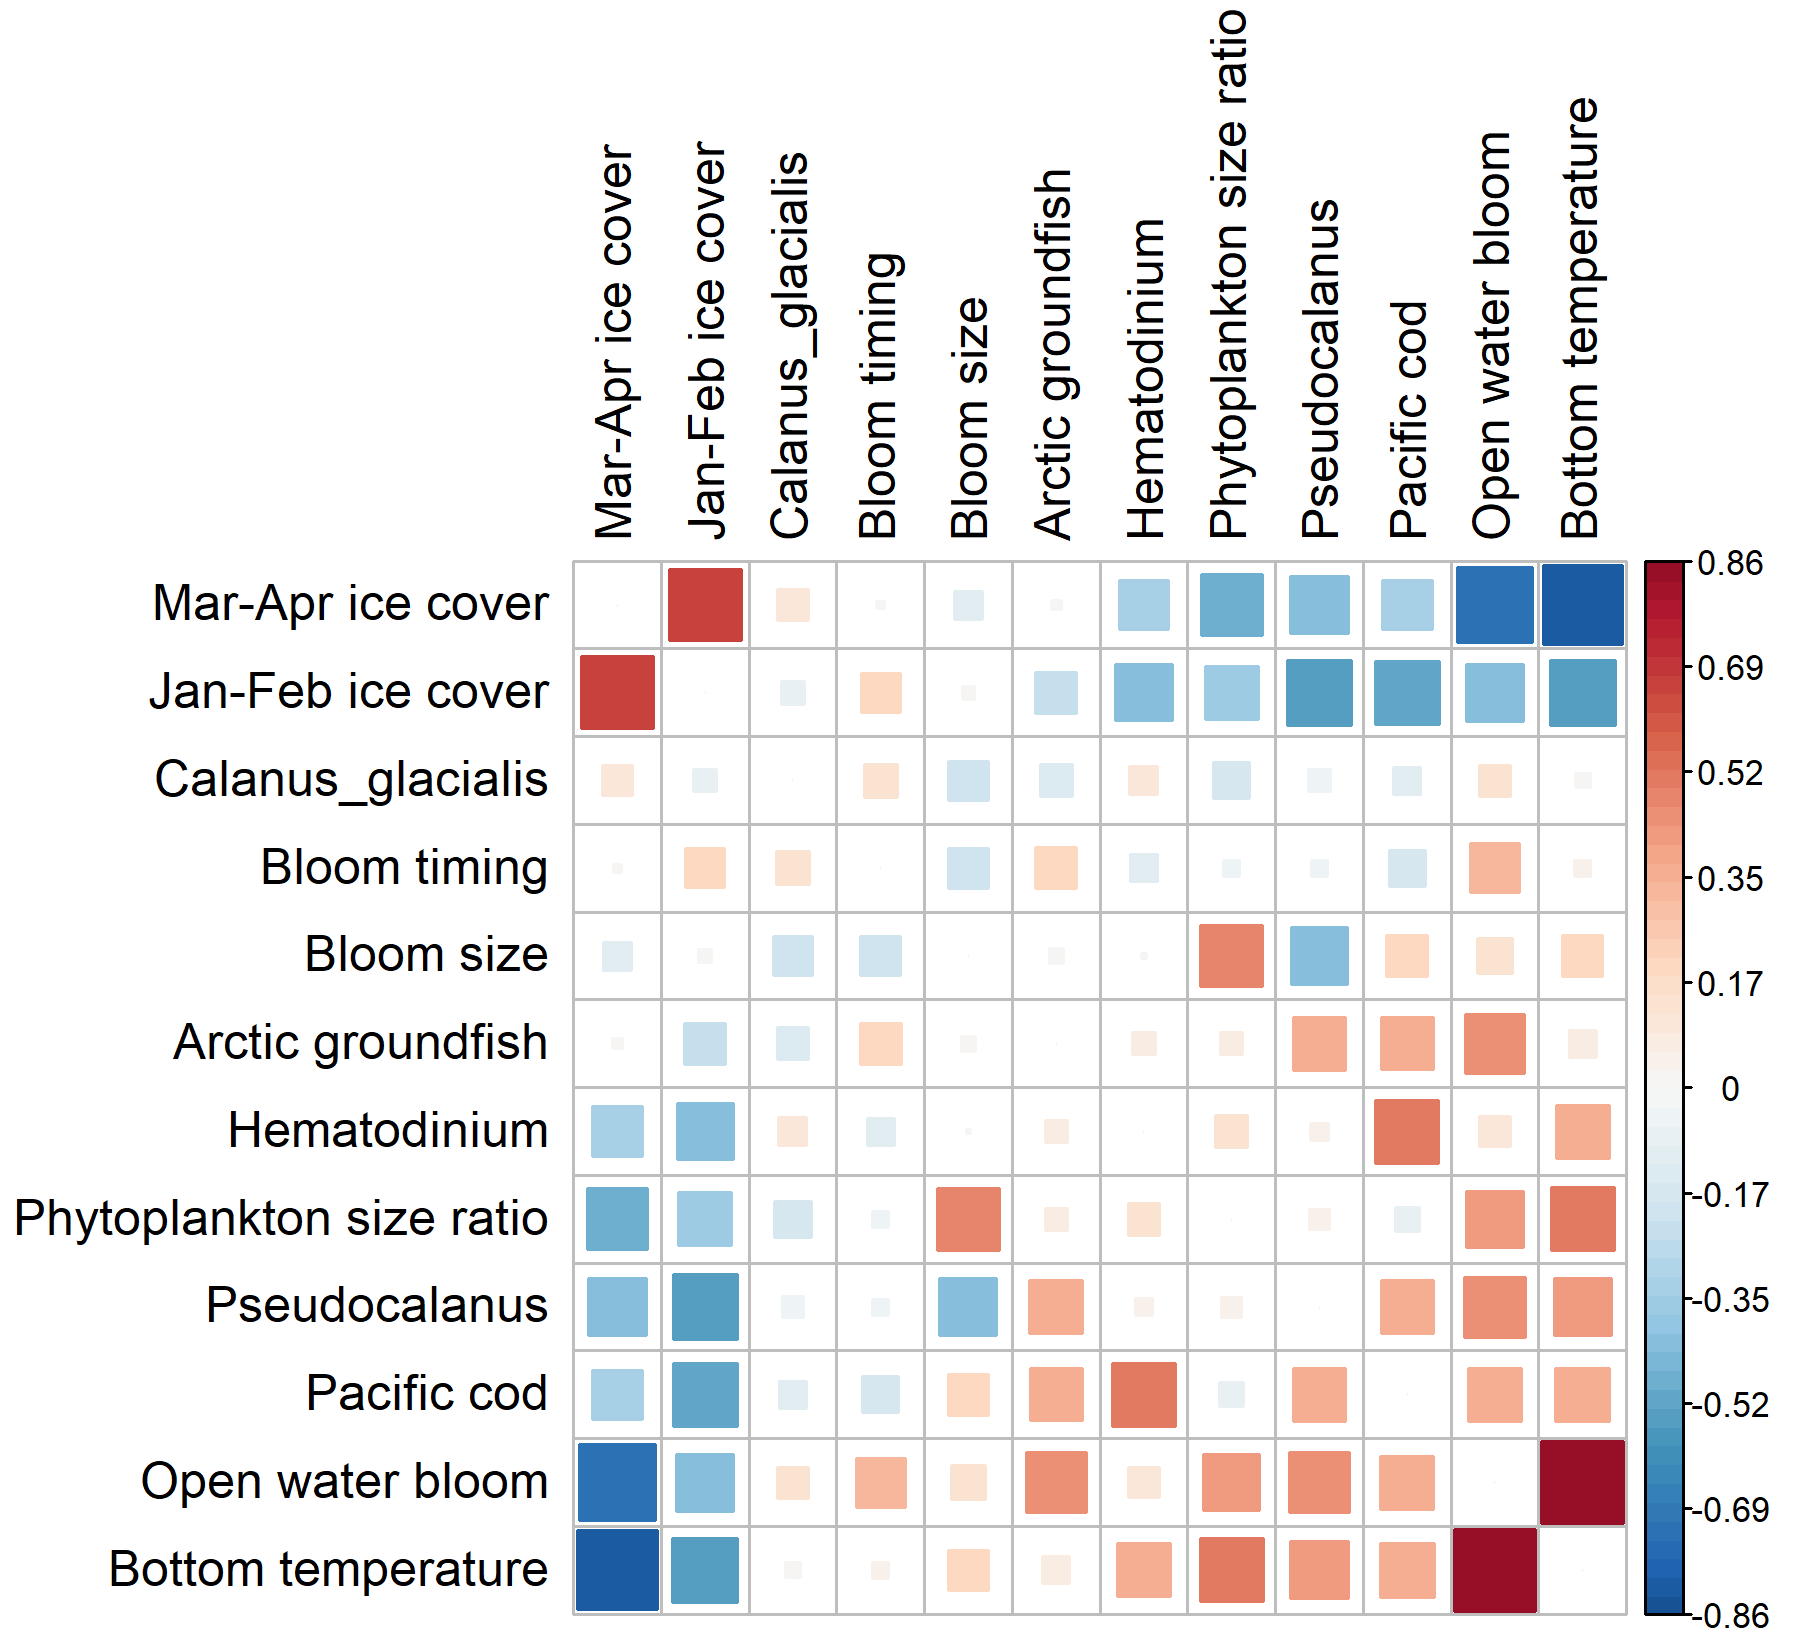 Mar-Apr ice cover
Jan-Feb ice cover
Calanus_glacialis
Bloom timing
Bloom size
Arctic groundfish
Hematodinium
Phytoplankton size ratio
Pseudocalanus
Pacific cod
Open water bloom
Bottom temperature
Mar-Apr ice cover
Jan-Feb ice cover
Calanus_glacialis
Bloom timing
Bloom size
Arctic groundfish
Hematodinium
Phytoplankton size ratio
Pseudocalanus
Pacific cod
Open water bloom
Bottom temperature
0.86
0.69
0.52
0.35
0.17
0
-0.17
-0.35
-0.52
-0.69
-0.86